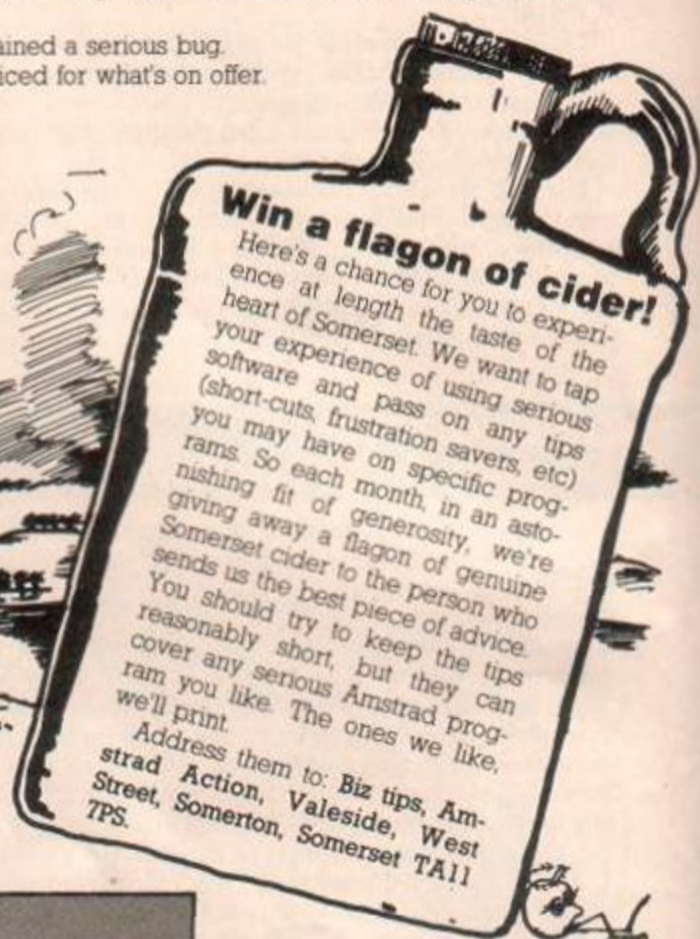 ained a serious bug.
iced for what's on offer.
Win a flagon of cider!
Here's a chance for you to experi-
ence at length the taste of the
heart of Somerset. We want to tap
your experience of using serious
software and pass on any tips
(short-cuts, frustration savers, etc)
you may have on specific prog-
rams. So each month, in an asto-
nishing fit of generosity, we're
giving away a flagon of genuine
Somerset cider to the person who
sends us the best piece of advice.
You should try to keep the tips
reasonably short, but they can
cover any serious Amstrad prog-
ram you like. The ones we like,
we'll print.
Address them to: Biz tips, Am-
strad Action, Valeside, West
Street, Somerton, Somerset TA11
7PS.